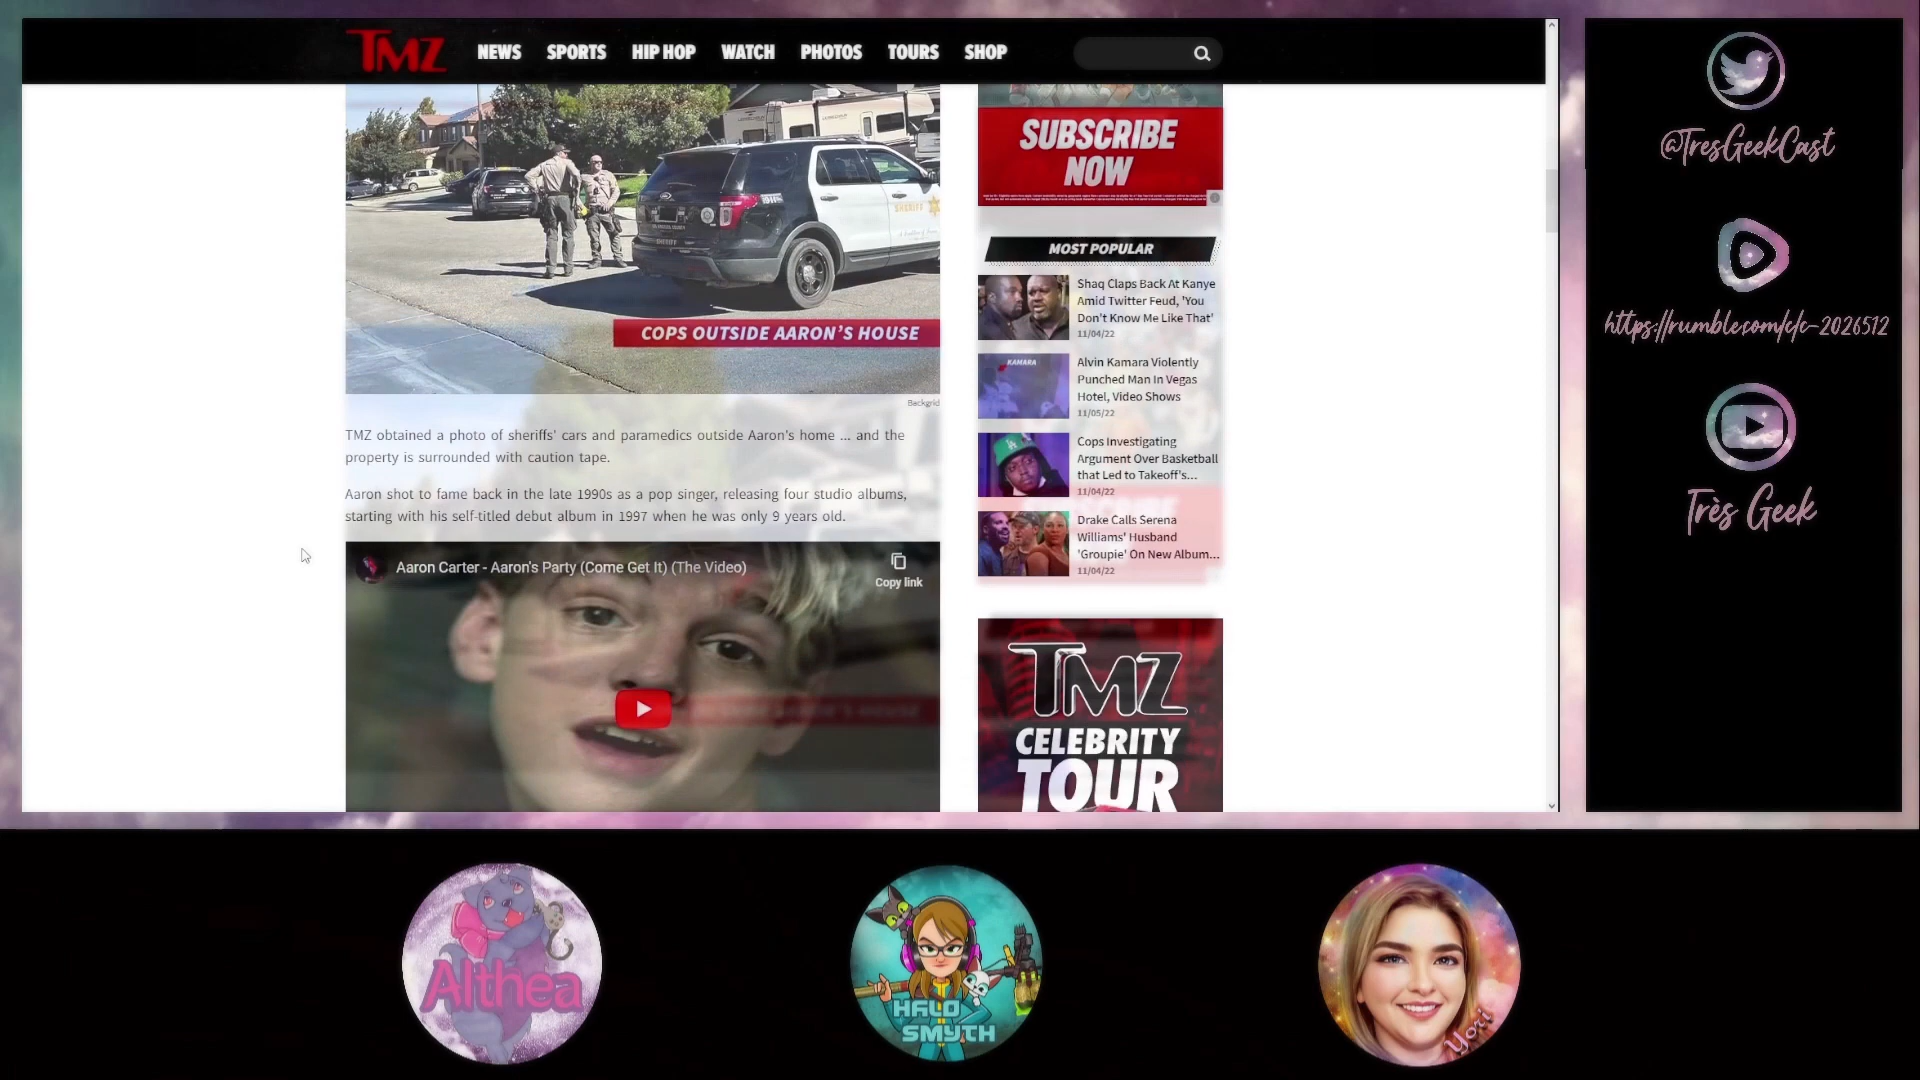 TMZ
NEWS
SPORTS
HIP HOP
WATCH
PHOTOS
TOURS
SHOP
SHERIFF
SHERIFF
COPS OUTSIDE AARON'S HOUSE
Backgrid
TMZ obtained a photo of sheriffs' cars and paramedics outside Aaron's home ... and the
property is surrounded with caution tape.
Aaron shot to fame back in the late 1990s as a pop singer, releasing four studio albums,
starting with his self-titled debut album in 1997 when he was only 9 years old.
Aaron Carter - Aaron's Party (Come Get It) (The Video)
Copy link
SUBSCRIBE
NOW
MOST POPULAR
Shaq Claps Back At Kanye
Amid Twitter Feud, 'You
Don't Know Me Like That'
11/04/22
KAMARA
Alvin Kamara Violently
Punched Man In Vegas
Hotel, Video Shows
11/05/22
Cops Investigating
Argument Over Basketball
that Led to Takeoff's...
11/04/22
Drake Calls Serena
Williams' Husband
'Groupie' On New Album...
11/04/22
TMZ
CELEBRITY
TOUR
@TresGeekCast
https://rumble.com/c/c-2026512
Très Geek
Althea
HALO
SMYTH
Yori